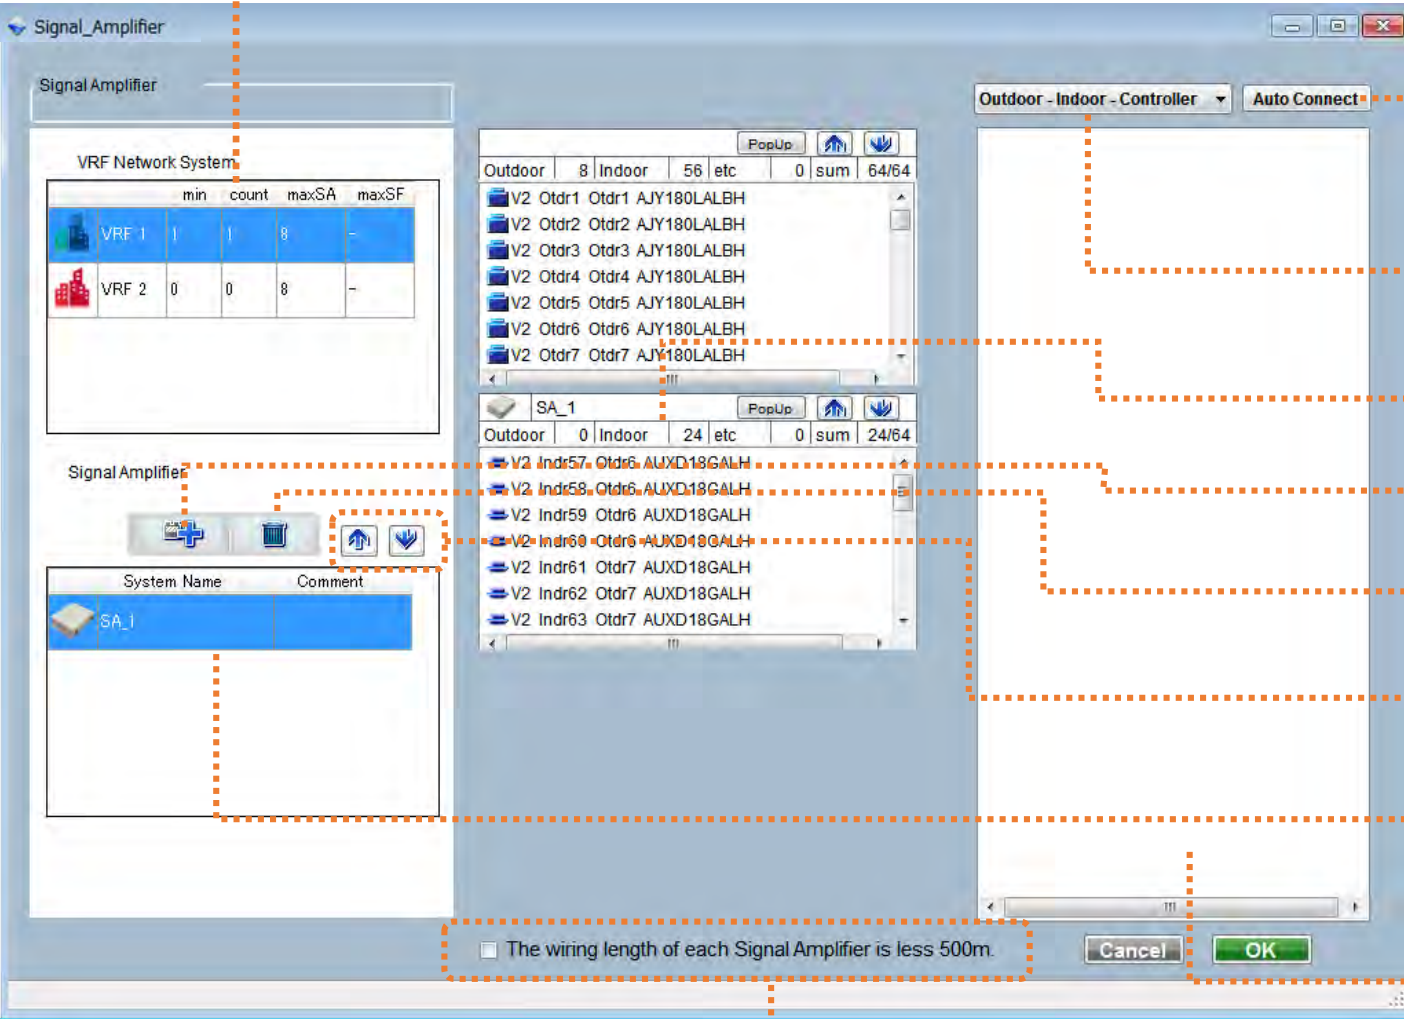 Signal_Amplifier
Signal Amplifier
Outdoor - Indoor - Controller
Auto Connect
VRF Network System
min count maxSA maxSF
VRF 1 1 1 8 -
VRF 2 0 0 8 -
PopUp
Outdoor 8 Indoor 56 etc 0 sum 64/64
V2 Otdr1 Otdr1 AJY180LALBH
V2 Otdr2 Otdr2 AJY180LALBH
V2 Otdr3 Otdr3 AJY180LALBH
V2 Otdr4 Otdr4 AJY180LALBH
V2 Otdr5 Otdr5 AJY180LALBH
V2 Otdr6 Otdr6 AJY180LALBH
V2 Otdr7 Otdr7 AJY180LALBH
SA_1 PopUp
Outdoor 0 Indoor 24 etc 0 sum 24/64
V2 Indr57 Otdr6 AUXD18GALH
V2 Indr58 Otdr6 AUXD18GALH
V2 Indr59 Otdr6 AUXD18GALH
V2 Indr60 Otdr6 AUXD18GALH
V2 Indr61 Otdr7 AUXD18GALH
V2 Indr62 Otdr7 AUXD18GALH
V2 Indr63 Otdr7 AUXD18GALH
Signal Amplifier
System Name Comment
SA_1
The wiring length of each Signal Amplifier is less 500m.
Cancel
OK